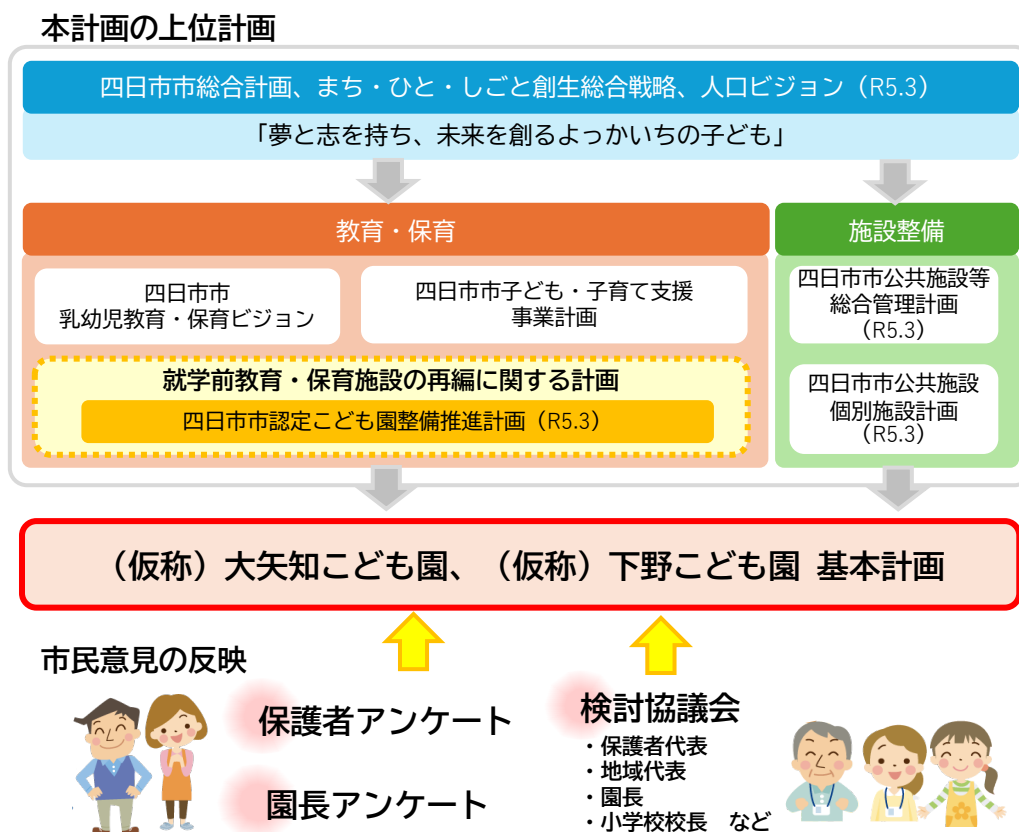 本計画の上位計画
四日市市総合計画、まち・ひと・しごと創生総合戦略、人口ビジョン（R5.3）
「夢と志を持ち、未来を創るよっかいちの子ども」
教育・保育
四日市市
乳幼児教育・保育ビジョン
四日市市子ども・子育て支援
事業計画
就学前教育・保育施設の再編に関する計画
四日市市認定こども園整備推進計画（R5.3）
施設整備
四日市市公共施設等
総合管理計画
（R5.3）
四日市市公共施設
個別施設計画
（R5.3）
（仮称）大矢知こども園、（仮称）下野こども園 基本計画
市民意見の反映
保護者アンケート
園長アンケート
検討協議会
・保護者代表
・地域代表
・園長
・小学校校長　など